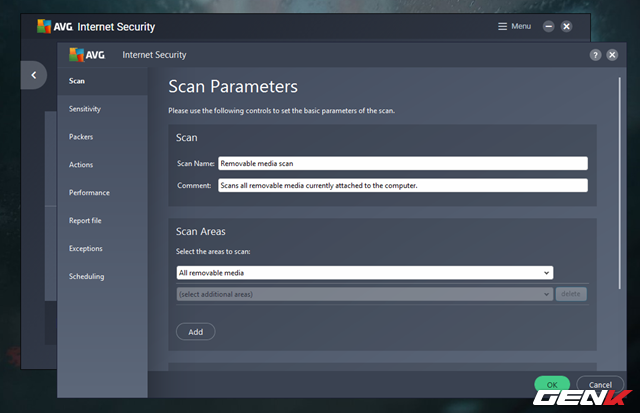 AVG Internet Security
Menu
AVG Internet Security
?
Scan
Sensitivity
Packers
Actions
Performance
Report file
Exceptions
Scheduling
Scan Parameters
Please use the following controls to set the basic parameters of the scan.
Scan
Scan Name: Removable media scan
Comment: Scans all removable media currently attached to the computer.
Scan Areas
Select the areas to scan:
All removable media
(select additional areas) delete
Add
OK Cancel
GENK